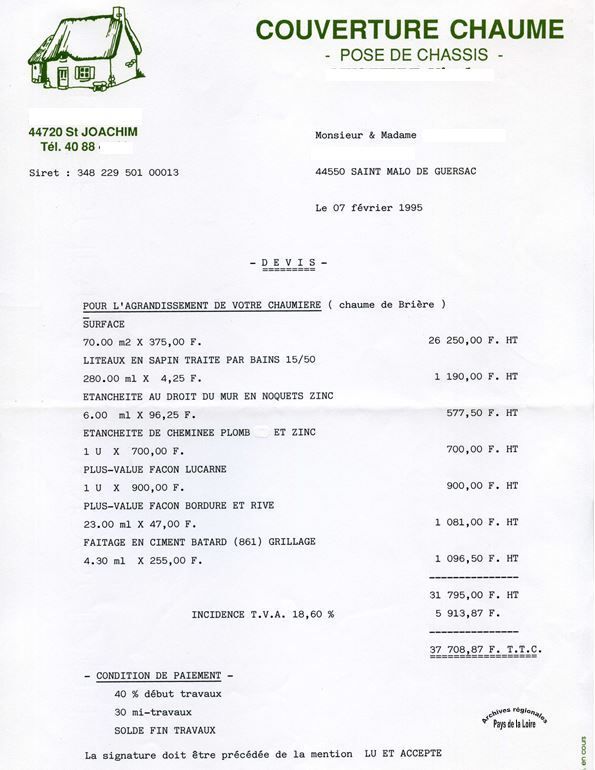 COUVERTURE CHAUME
- POSE DE CHASSIS -
44720 St JOACHIM
Tél. 40 88
Siret : 348 229 501 00013
Monsieur & Madame
44550 SAINT MALO DE GUERSAC
Le 07 février 1995
- D E V I S -
POUR L'AGRANDISSEMENT DE VOTRE CHAUMIERE ( chaume de Brière )
SURFACE
70.00 m2 X 375,00 F. 26 250,00 F. HT
LITEAUX EN SAPIN TRAITE PAR BAINS 15/50
280.00 ml X 4,25 F. 1 190,00 F. HT
ETANCHEITE AU DROIT DU MUR EN NOQUETS ZINC
6.00 ml X 96,25 F. 577,50 F. HT
ETANCHEITE DE CHEMINEE PLOMB ET ZINC
1 U X 700,00 F. 700,00 F. HT
PLUS-VALUE FACON LUCARNE
1 U X 900,00 F. 900,00 F. HT
PLUS-VALUE FACON BORDURE ET RIVE
23.00 ml X 47,00 F. 1 081,00 F. HT
FAITAGE EN CIMENT BATARD (861) GRILLAGE
4.30 ml X 255,00 F. 1 096,50 F. HT
31 795,00 F. HT
INCIDENCE T.V.A. 18,60 % 5 913,87 F.
37 708,87 F. T.T.C.
- CONDITION DE PAIEMENT -
40 % début travaux
30 mi-travaux
SOLDE FIN TRAVAUX
Archives régionales
Pays de la Loire
La signature doit être précédée de la mention LU ET ACCEPTE
en cours